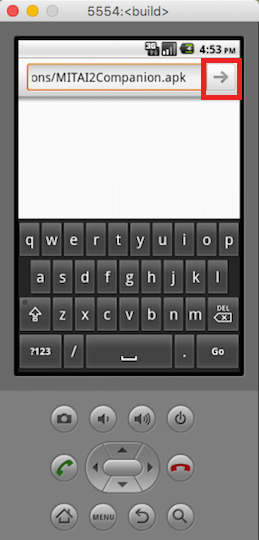 5554:<build>
3G
4:53 PM
ons/MITAI2Companion.apk
q w e r t y u i o p
a s d f g h j k l
z x c v b n m DEL
?123 / . Go
MENU